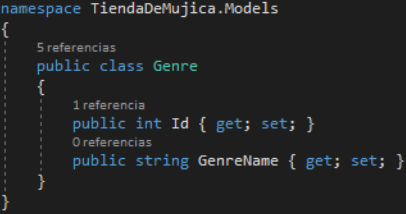 namespace TiendaDeMujica.Models
{
5 referencias
public class Genre
{
1 referencia
public int Id { get; set; }
0 referencias
public string GenreName { get; set; }
}
}